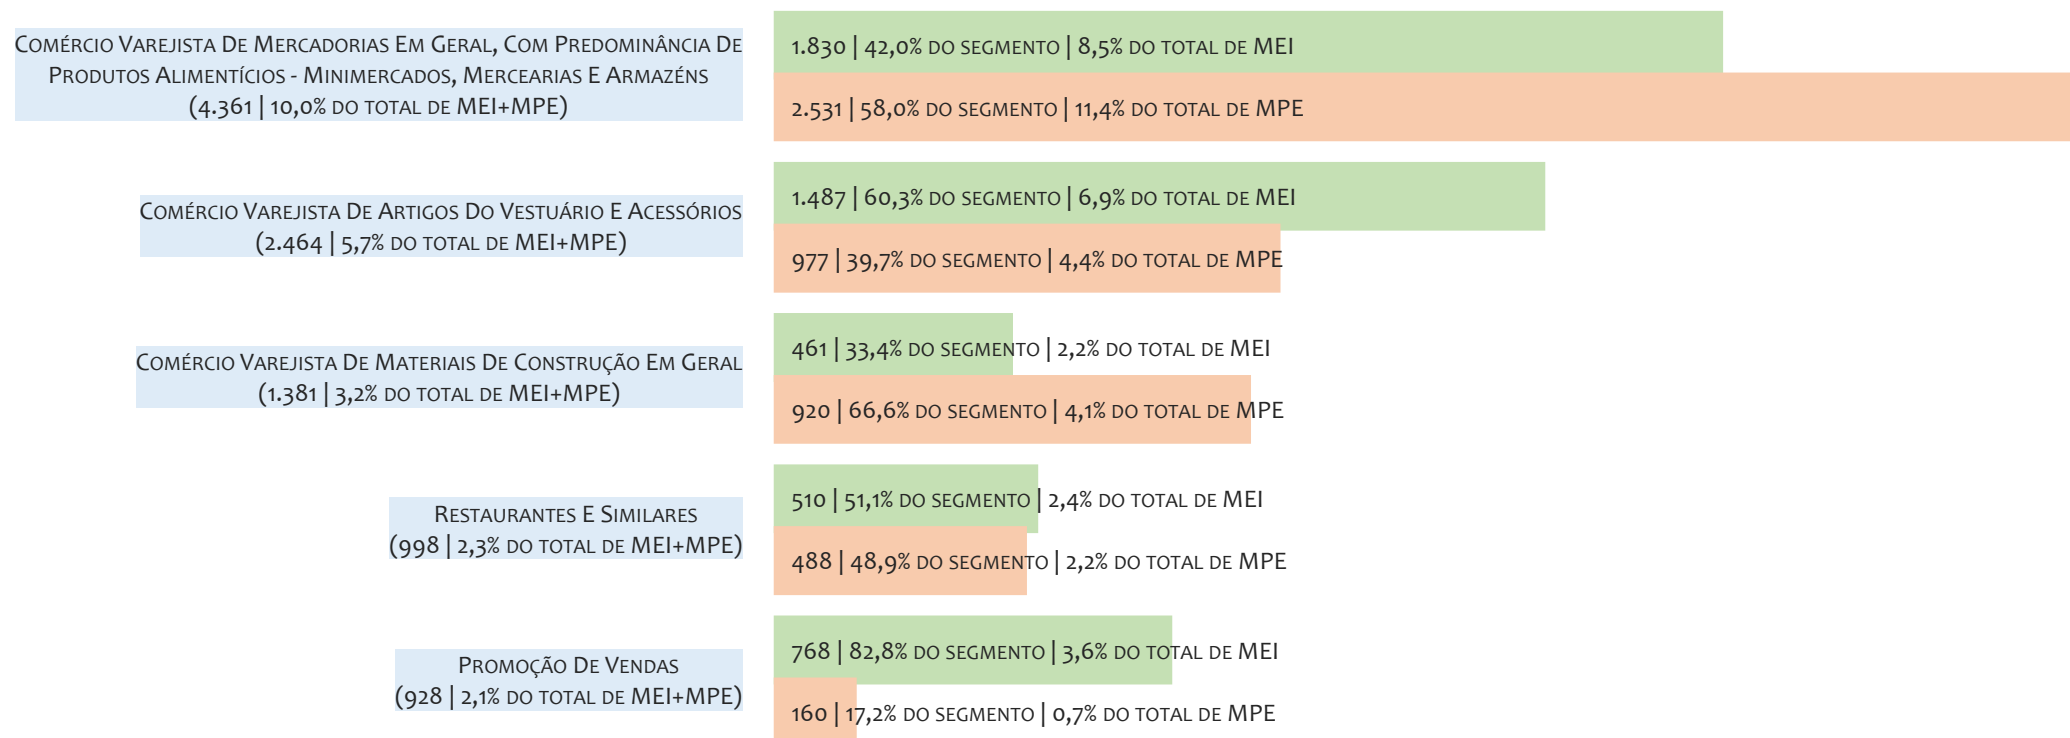 Comércio Varejista De Mercadorias Em Geral, Com Predominância De
Produtos Alimentícios - Minimercados, Mercearias E Armazéns
(4.361 | 10,0% do total de MEI+MPE)
1.830 | 42,0% do segmento | 8,5% do total de MEI
2.531 | 58,0% do segmento | 11,4% do total de MPE
Comércio Varejista De Artigos Do Vestuário E Acessórios
(2.464 | 5,7% do total de MEI+MPE)
1.487 | 60,3% do segmento | 6,9% do total de MEI
977 | 39,7% do segmento | 4,4% do total de MPE
Comércio Varejista De Materiais De Construção Em Geral
(1.381 | 3,2% do total de MEI+MPE)
461 | 33,4% do segmento | 2,2% do total de MEI
920 | 66,6% do segmento | 4,1% do total de MPE
Restaurantes E Similares
(998 | 2,3% do total de MEI+MPE)
510 | 51,1% do segmento | 2,4% do total de MEI
488 | 48,9% do segmento | 2,2% do total de MPE
Promoção De Vendas
(928 | 2,1% do total de MEI+MPE)
768 | 82,8% do segmento | 3,6% do total de MEI
160 | 17,2% do segmento | 0,7% do total de MPE